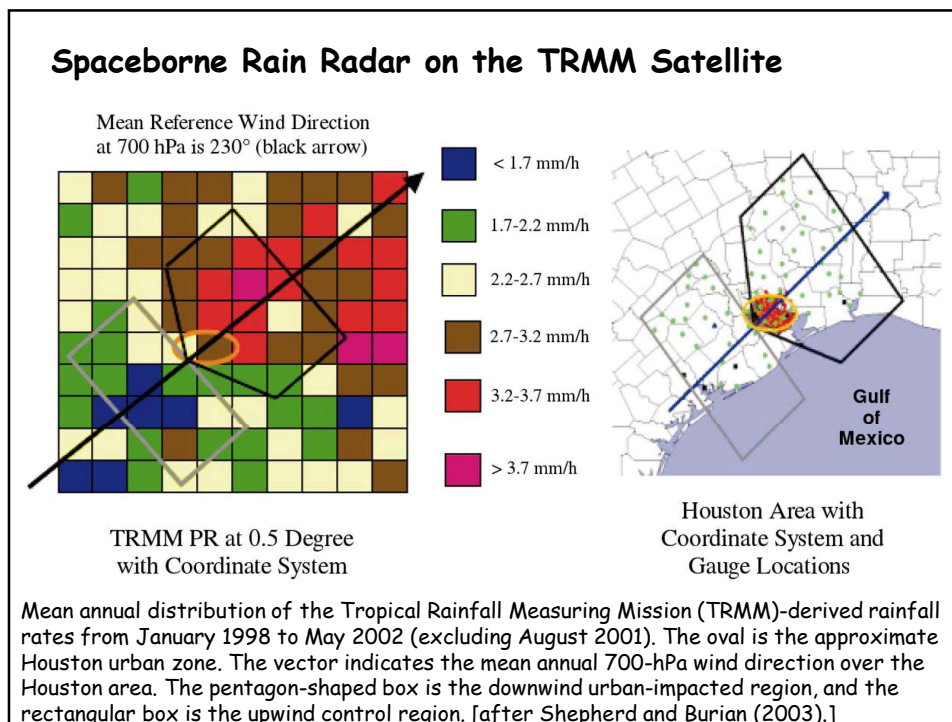 Spaceborne Rain Radar on the TRMM Satellite
Mean Reference Wind Direction
at 700 hPa is 230° (black arrow)
< 1.7 mm/h
1.7-2.2 mm/h
2.2-2.7 mm/h
2.7-3.2 mm/h
3.2-3.7 mm/h
> 3.7 mm/h
Gulf
of
Mexico
TRMM PR at 0.5 Degree
with Coordinate System
Houston Area with
Coordinate System and
Gauge Locations
Mean annual distribution of the Tropical Rainfall Measuring Mission (TRMM)-derived rainfall
rates from January 1998 to May 2002 (excluding August 2001). The oval is the approximate
Houston urban zone. The vector indicates the mean annual 700-hPa wind direction over the
Houston area. The pentagon-shaped box is the downwind urban-impacted region, and the
rectangular box is the upwind control region. [after Shepherd and Burian (2003).]